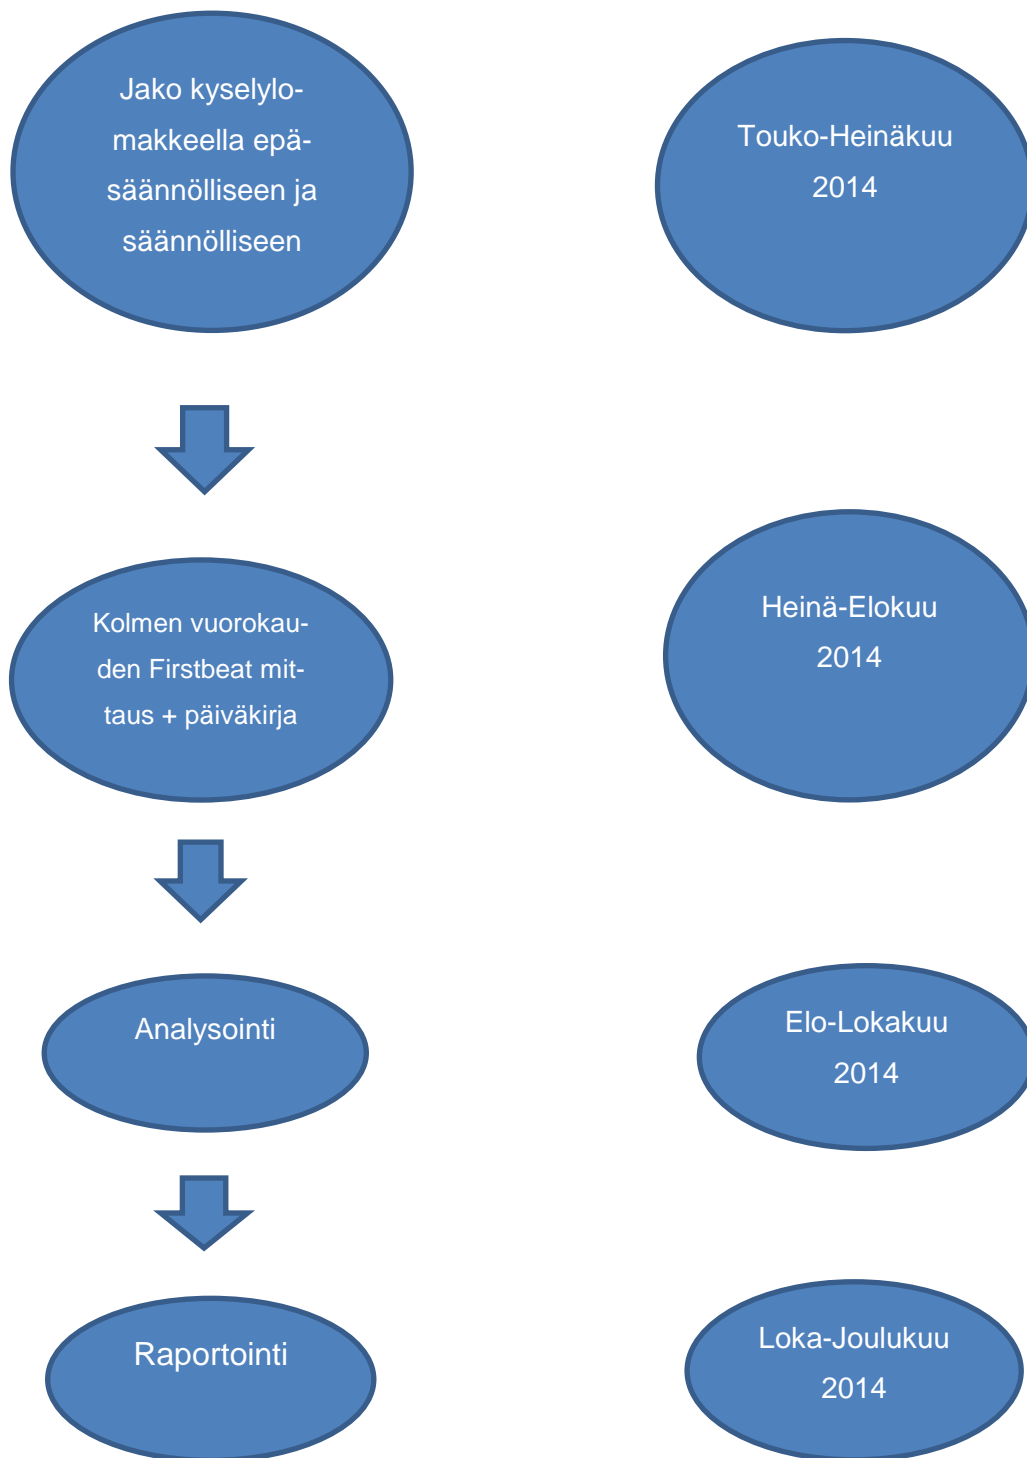 Jako kyselylo-
makkeella epä-
säännölliseen ja
säännölliseen
Touko-Heinäkuu
2014
Kolmen vuorokau-
den Firstbeat mit-
taus + päiväkirja
Heinä-Elokuu
2014
Analysointi
Elo-Lokakuu
2014
Raportointi
Loka-Joulukuu
2014